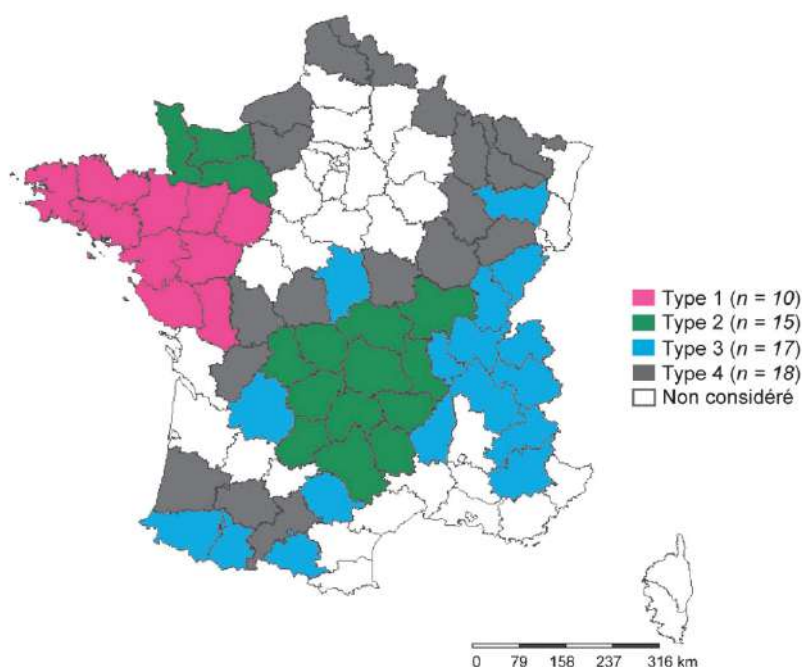 Type 1 (n = 10)
Type 2 (n = 15)
Type 3 (n = 17)
Type 4 (n = 18)
Non considéré
0 79 158 237 316 km